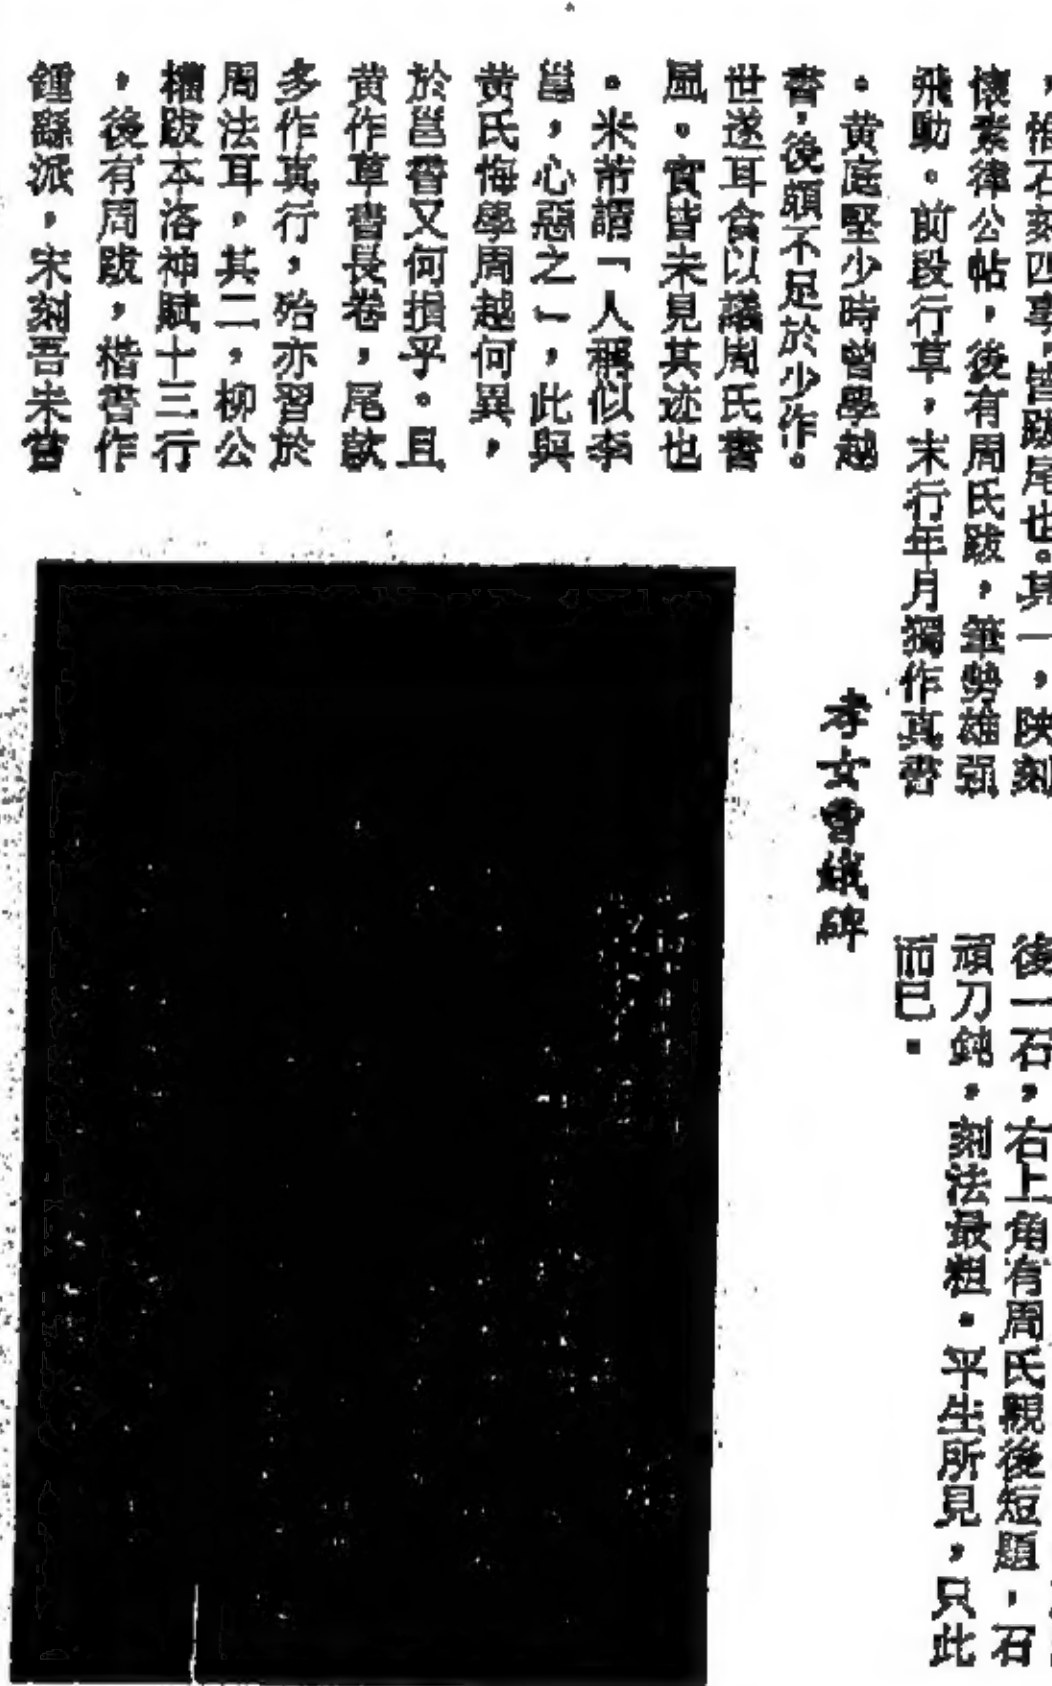 ，惟石刻四事，皆跋尾也。其一，陝刻
懷素律公帖，後有周氏跋，筆勢雄强
飛動。前段行草，末行年月獨作真書
。黄庭堅少時曾學越
書，後頗不足於少作。
世遂耳食以議周氏書
風。實皆未見其迹也
。米芾謂「人稱似李
邕，心惡之」，此與
黄氏悔學周越何異，
於邕書又何損乎。且
黄作草書長卷，尾款
多作真行，殆亦習於
周法耳，其二，柳公
權跋本洛神賦十三行
，後有周跋，楷書作
鍾繇派，宋刻吾未嘗
孝女曹娥碑
後一石，右上角有周氏觀後短題，石
頑刀鈍，刻法最粗。平生所見，只此
而已。